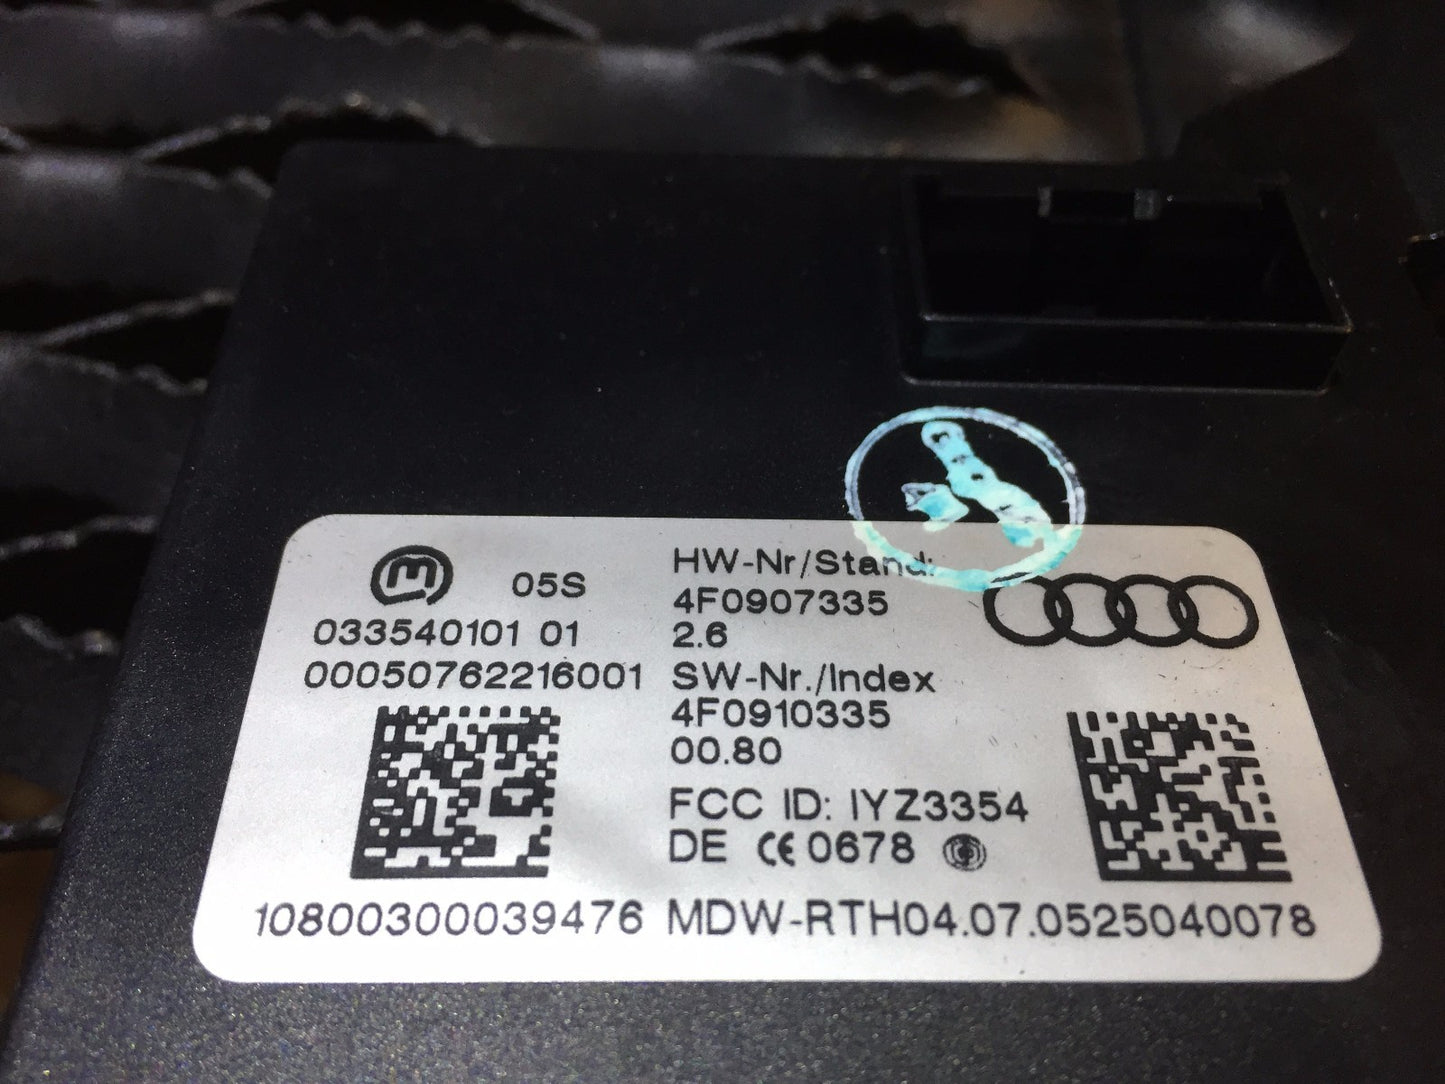 05S
033540101 01
00050762216001
HW-Nr/Stand:
4F0907335
2.6
SW-Nr./Index
4F0910335
00.80
FCC ID: IYZ3354
DE CE 0678
10800300039476 MDW-RTH04.07.0525040078